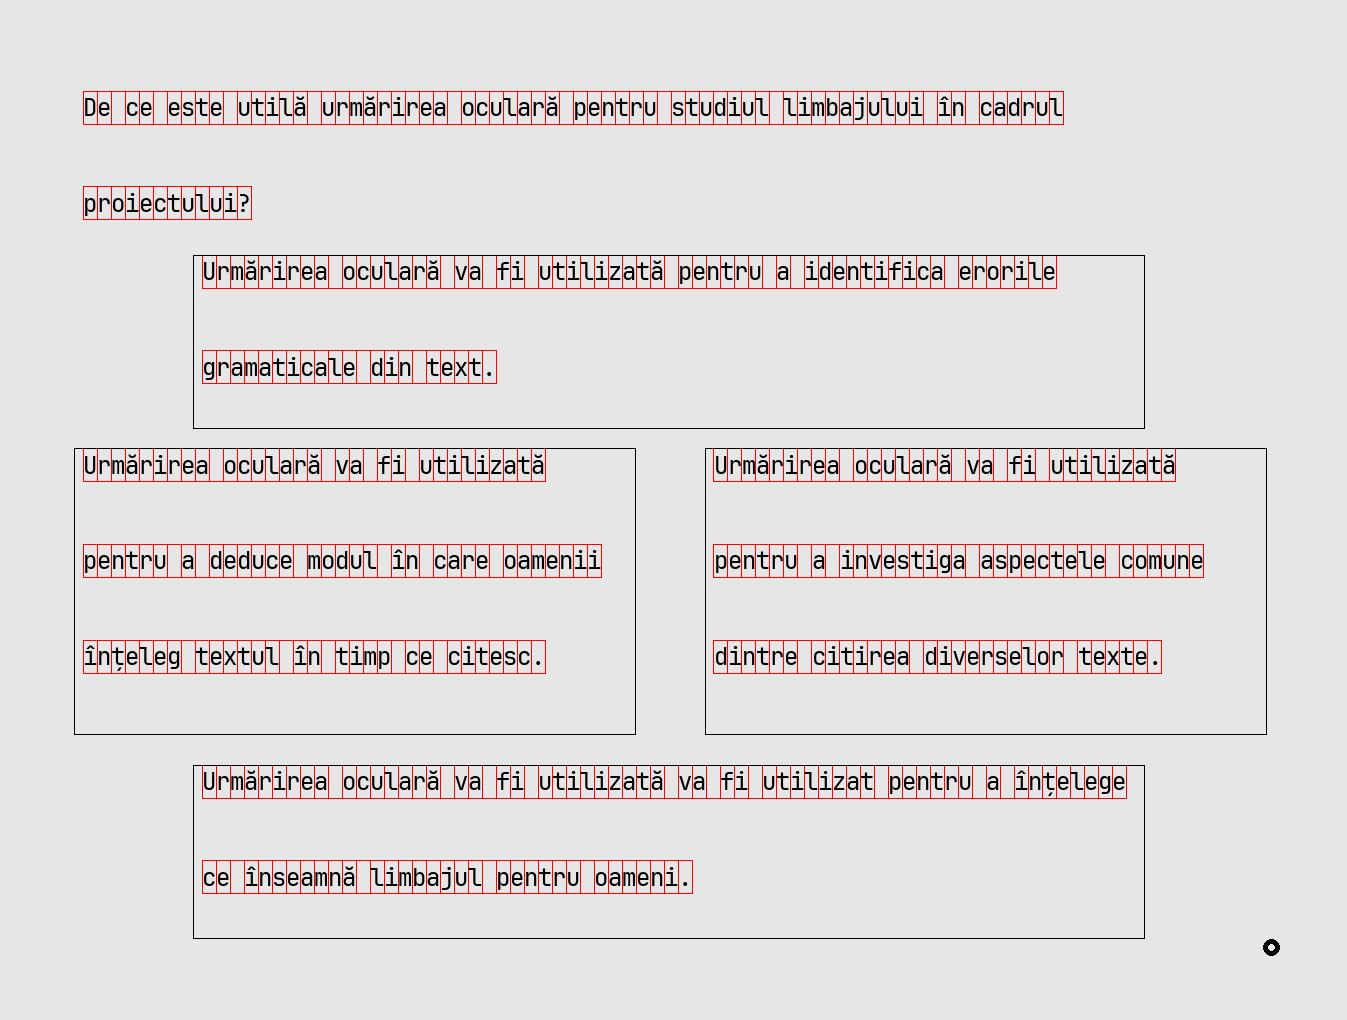 De ce este utilă urmărirea oculară pentru studiul limbajului în cadrul
proiectului?
Urmărirea oculară va fi utilizată pentru a identifica erorile
gramaticale din text.
Urmărirea oculară va fi utilizată
pentru a deduce modul în care oamenii
înțeleg textul în timp ce citesc.
Urmărirea oculară va fi utilizată
pentru a investiga aspectele comune
dintre citirea diverselor texte.
Urmărirea oculară va fi utilizată va fi utilizat pentru a înțelege
ce înseamnă limbajul pentru oameni.